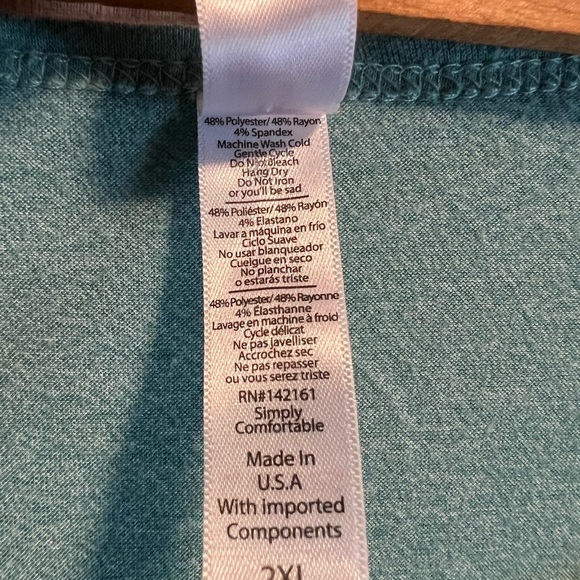 48% Polyester/ 48% Rayon
4% Spandex
Machine Wash Cold
Gentle Cycle
Do Not Bleach
Hang Dry
Do Not iron
or you'll be sad
48% Poliéster/ 48% Rayón
4% Elastano
Lavar a máquina en frio
Ciclo Suave
No usar blanqueador
Cuelgue en seco
No planchar
o estarás triste
48% Polyester/ 48% Rayonne
4% Élasthanne
Lavage en machine à froid
Cycle délicat
Ne pas javelliser
Accrochez sec
Ne pas repasser
ou vous serez triste
RN#142161
Simply
Comfortable
Made In
U.S.A
With imported
Components
2XL